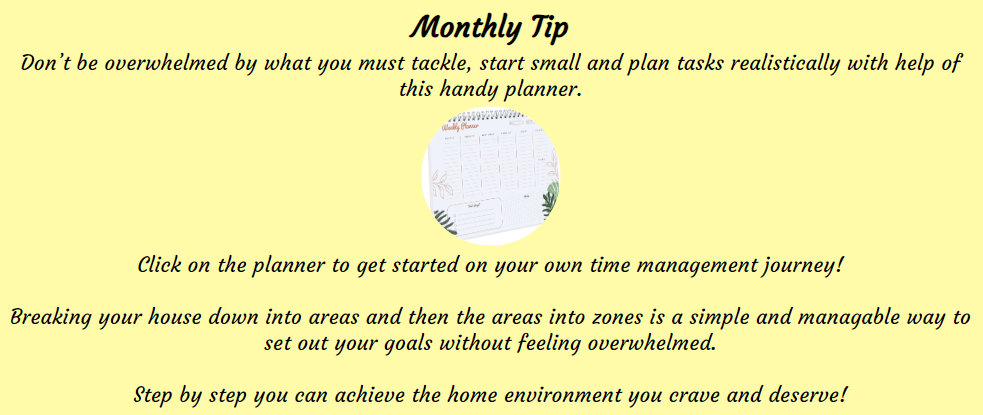 Monthly Tip
Don't be overwhelmed by what you must tackle, start small and plan tasks realistically with help of
this handy planner.
Weekly Planner
Click on the planner to get started on your own time management journey!
Breaking your house down into areas and then the areas into zones is a simple and managable way to
set out your goals without feeling overwhelmed.
Step by step you can achieve the home environment you crave and deserve!